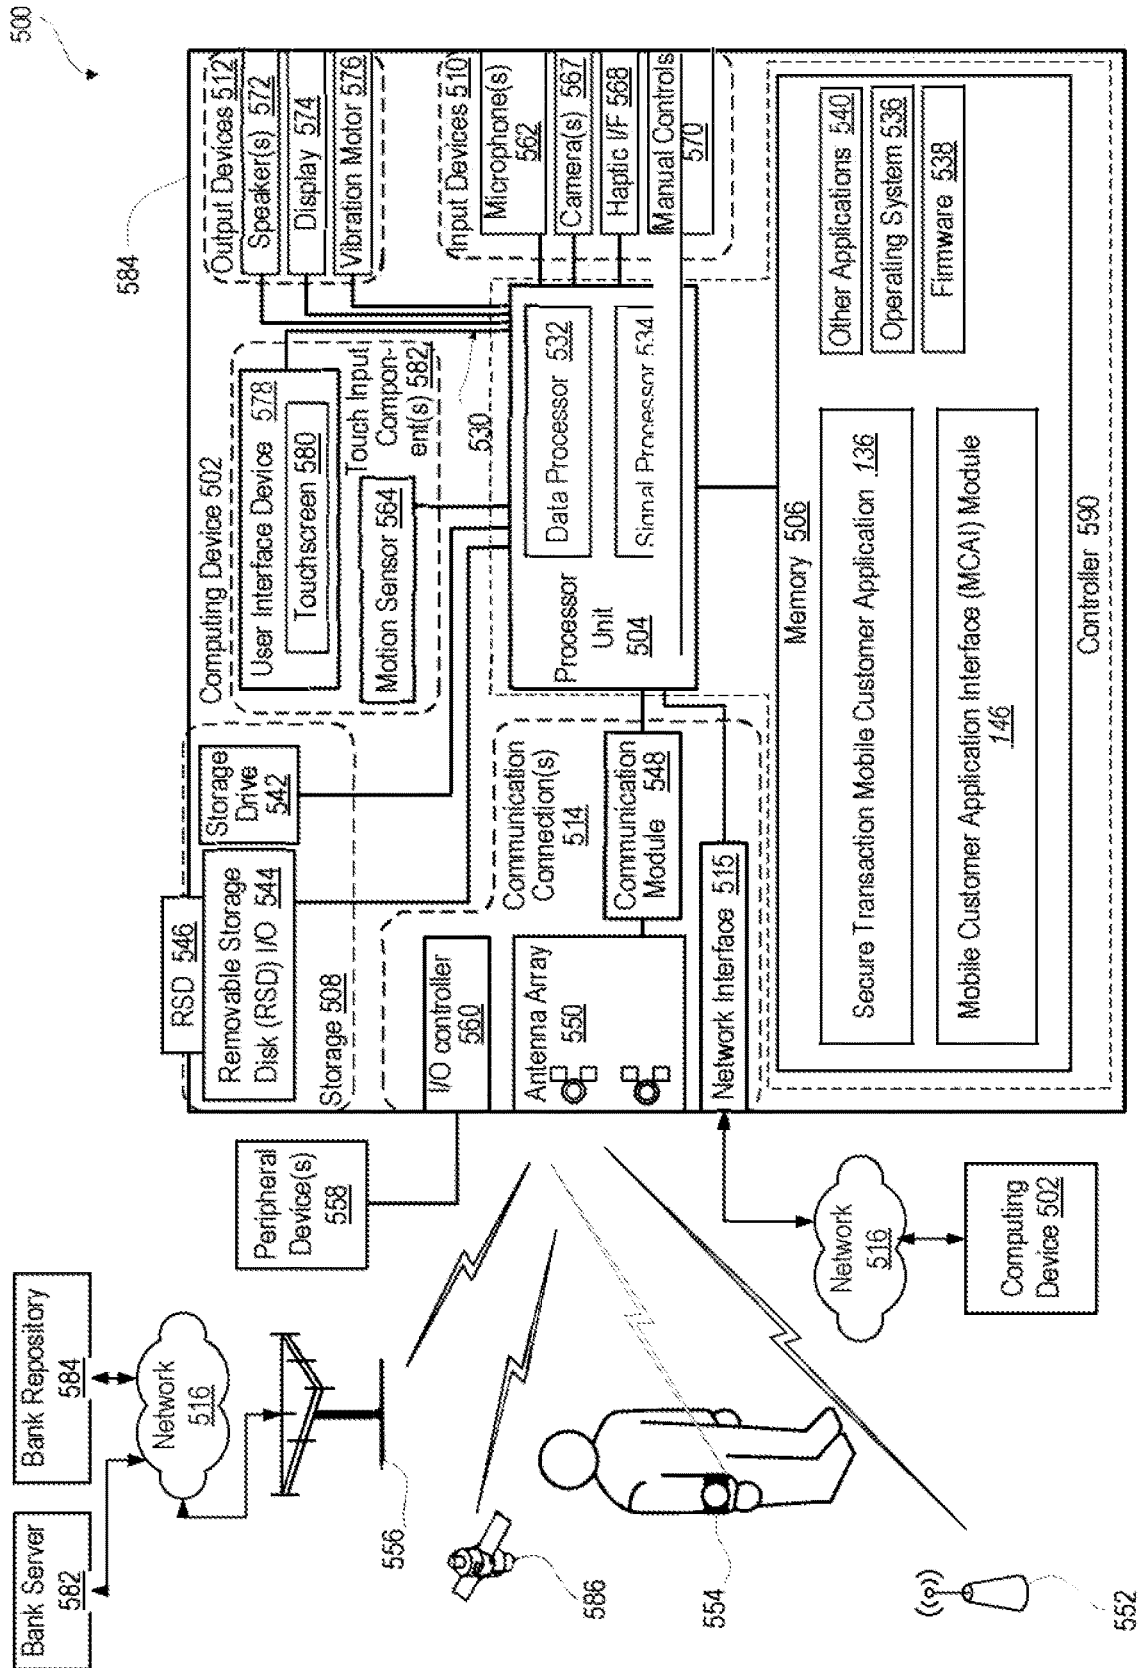 500
584
Computing Device 502
RSD 546
Removable Storage
Disk (RSD) I/O 544
Storage
Drive
542
Storage 508
User Interface Device 578
Touchscreen 580
Touch Input
Compon-
ent(s) 582
Motion Sensor 564
530
Output Devices 512
Speaker(s) 572
Display 574
Vibration Motor 576
Input Devices 510
Microphone(s)
562
Camera(s) 567
Haptic I/F 568
Manual Controls
570
Processor
Unit
504
Data Processor 532
Signal Processor 534
I/O controller
560
Communication
Connection(s)
514
Antenna Array
550
Communication
Module 548
Network Interface 515
Memory 506
Secure Transaction Mobile Customer Application 136
Mobile Customer Application Interface (MCAI) Module
146
Other Applications 540
Operating System 536
Firmware 538
Controller 590
Bank Server
582
Bank Repository
584
Network
516
Peripheral
Device(s)
558
556
586
554
552
Network
516
Computing
Device 502